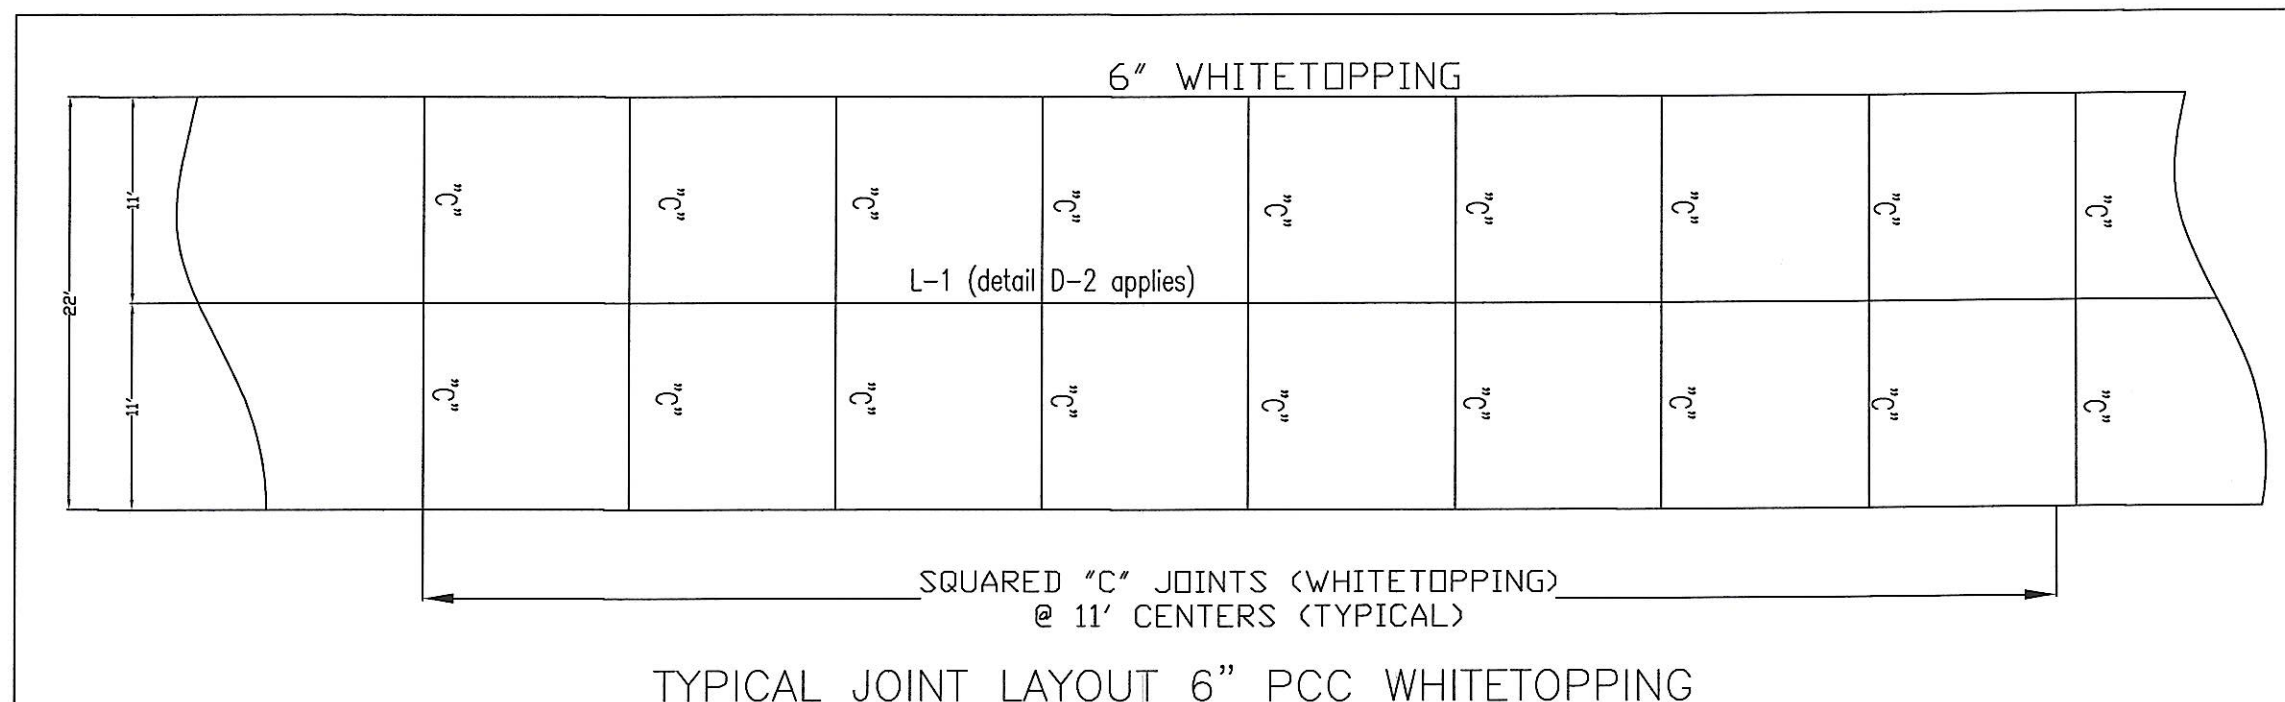 6" WHITETOPPING
11'
"C" "C" "C" "C" "C" "C" "C" "C" "C"
L-1 (detail D-2 applies)
22'
11'
"C" "C" "C" "C" "C" "C" "C" "C" "C"
SQUARED "C" JOINTS (WHITETOPPING)
@ 11' CENTERS (TYPICAL)
TYPICAL JOINT LAYOUT 6” PCC WHITETOPPING